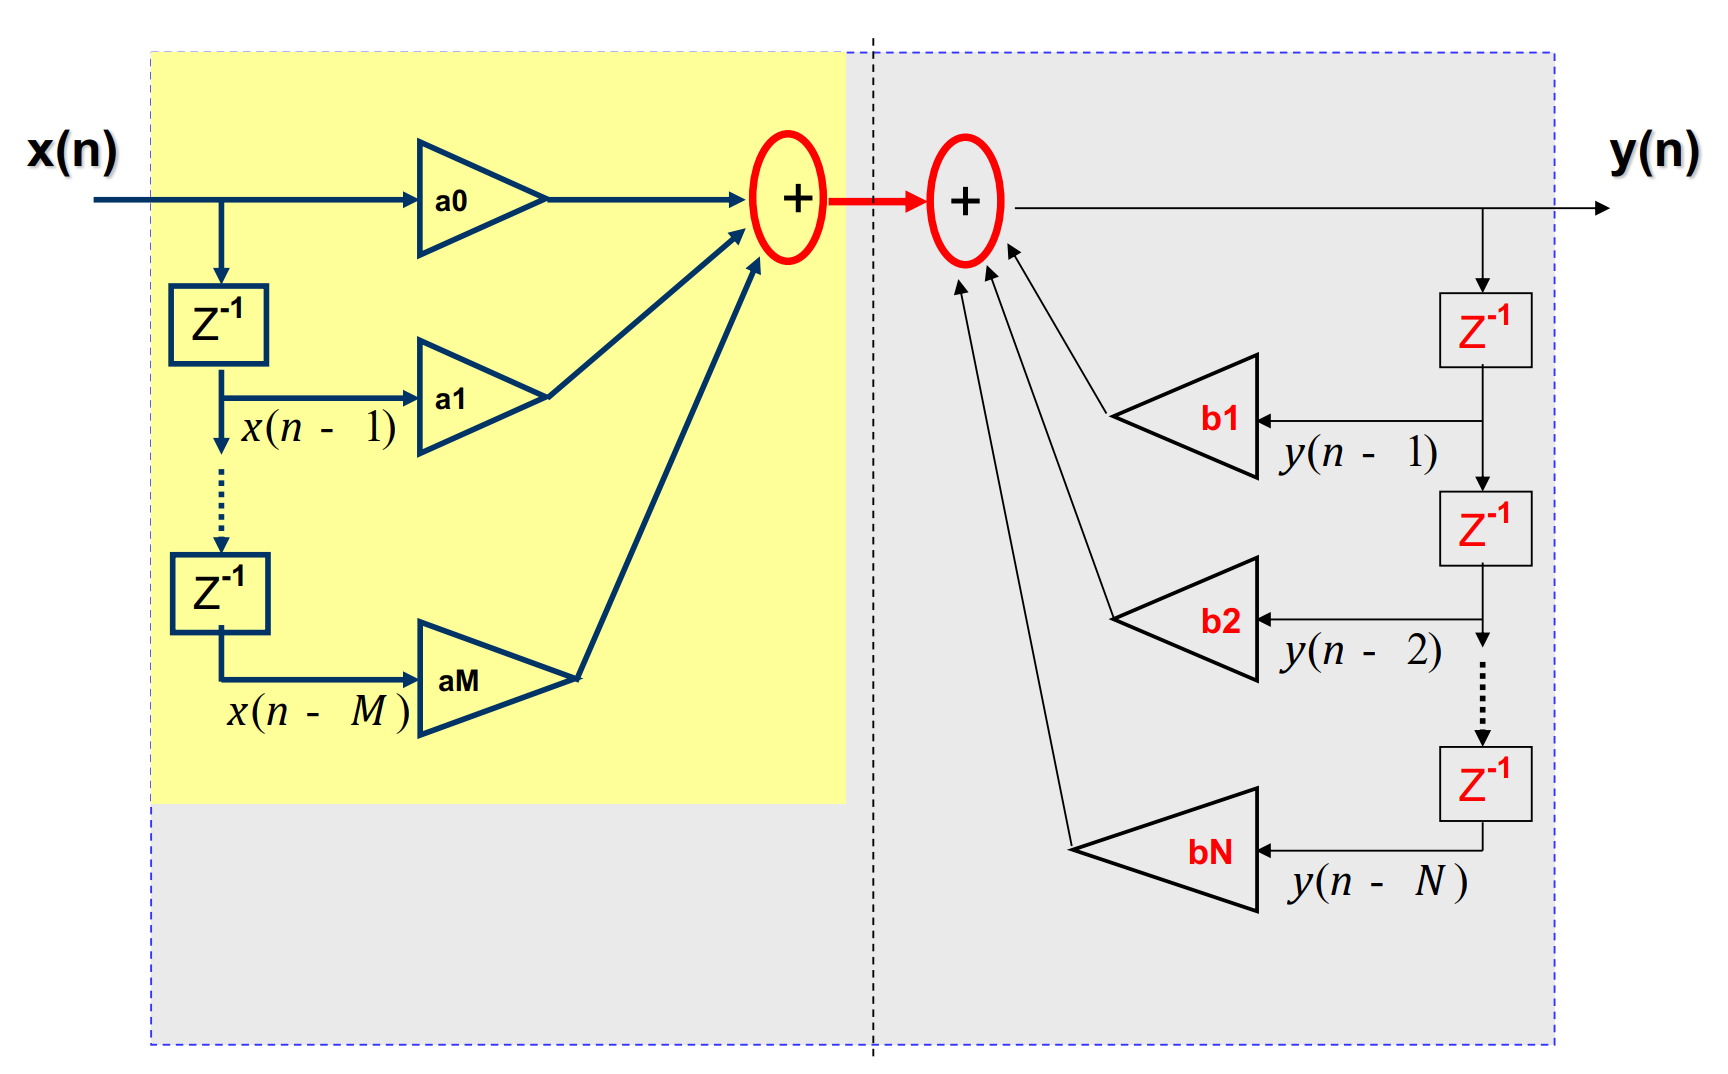 x(n)
y(n)
a0
+
+
Z-1
Z-1
a1
x(n - 1)
b1
y(n - 1)
Z-1
Z-1
b2
y(n - 2)
aM
x(n - M)
Z-1
bN
y(n - N)